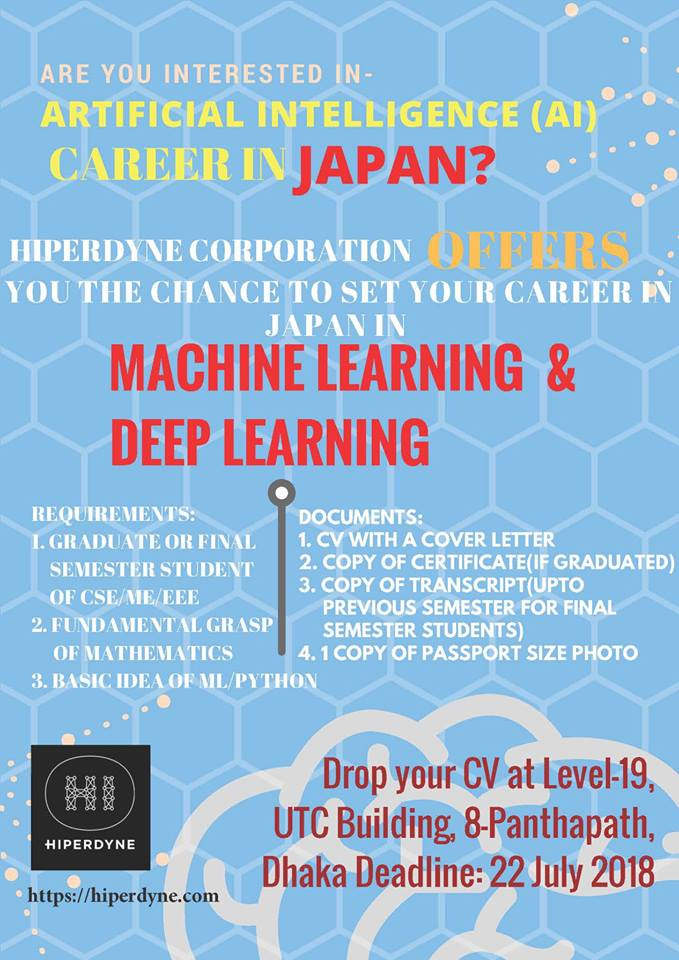 ARE YOU INTERESTED IN-
ARTIFICIAL INTELLIGENCE (AI)
CAREER IN JAPAN?
HIPERDYNE CORPORATION OFFERS
YOU THE CHANCE TO SET YOUR CAREER IN
JAPAN IN
MACHINE LEARNING &
DEEP LEARNING
REQUIREMENTS:
1. GRADUATE OR FINAL
SEMESTER STUDENT
OF CSE/ME/EEE
2. FUNDAMENTAL GRASP
OF MATHEMATICS
3. BASIC IDEA OF ML/PYTHON
DOCUMENTS:
1. CV WITH A COVER LETTER
2. COPY OF CERTIFICATE(IF GRADUATED)
3. COPY OF TRANSCRIPT(UPTO
PREVIOUS SEMESTER FOR FINAL
SEMESTER STUDENTS)
4. 1 COPY OF PASSPORT SIZE PHOTO
HI
HIPERDYNE
https://hiperdyne.com
Drop your CV at Level-19,
UTC Building, 8-Panthapath,
Dhaka Deadline: 22 July 2018